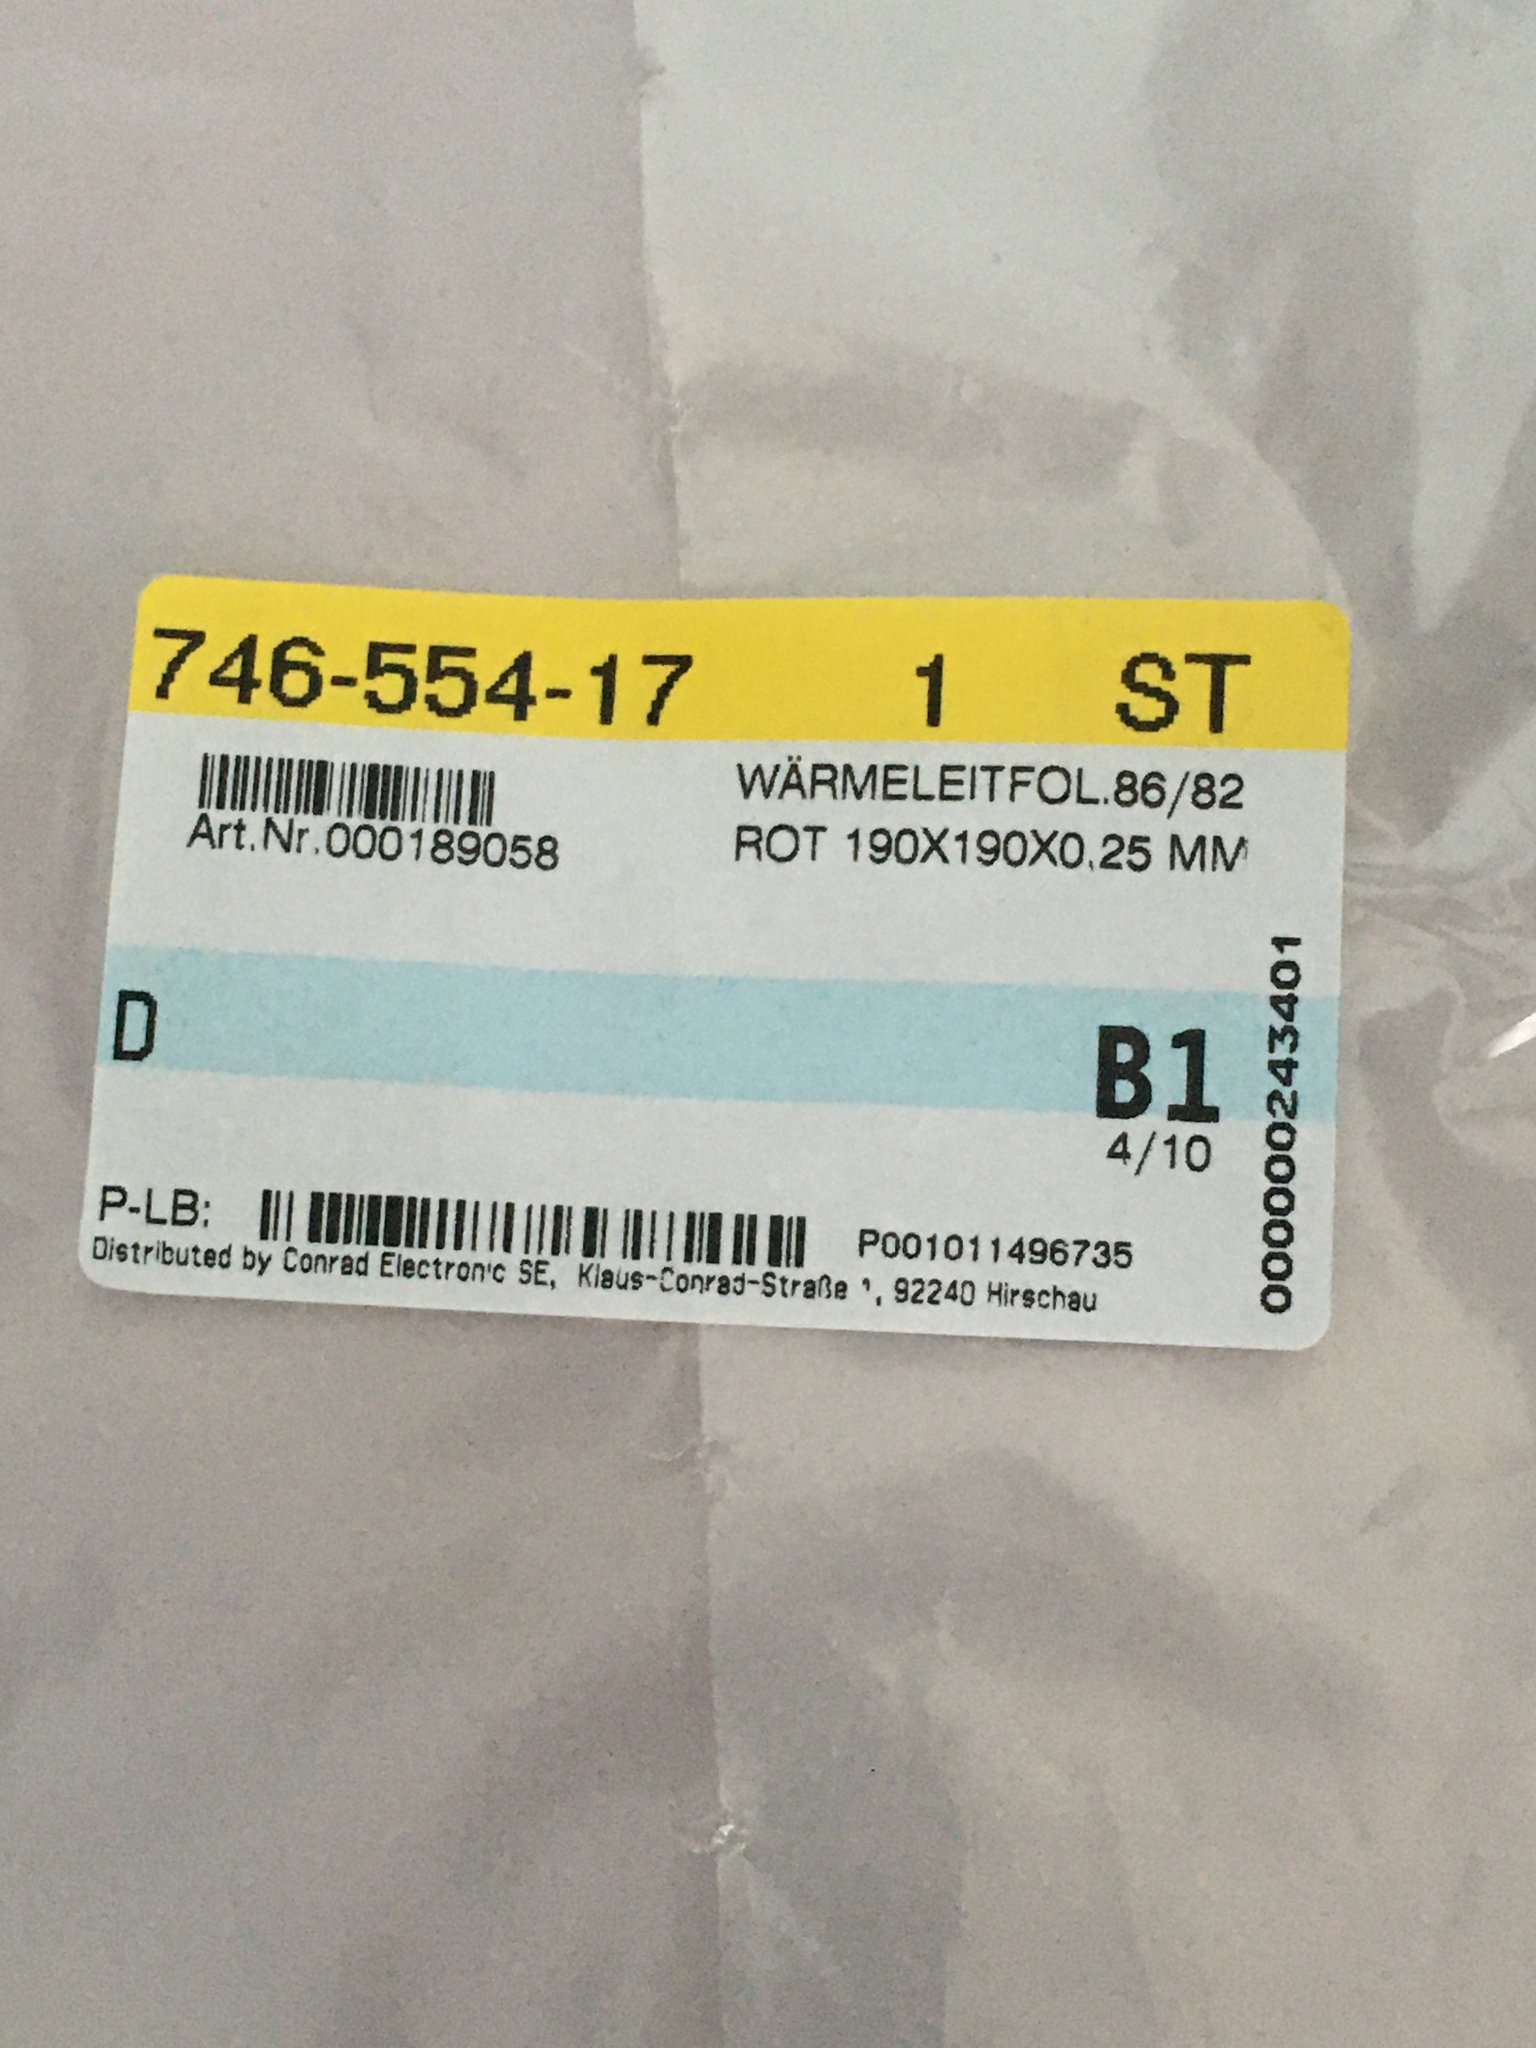 746-554-17 1 ST
Art.Nr.000189058
WÄRMELEITFOL.86/82
ROT 190X190X0.25 MM
D
B1
4/10
P-LB: P001011496735
Distributed by Conrad Electronic SE, Klaus-Conrad-Straße 1, 92240 Hirschau
0000000243401